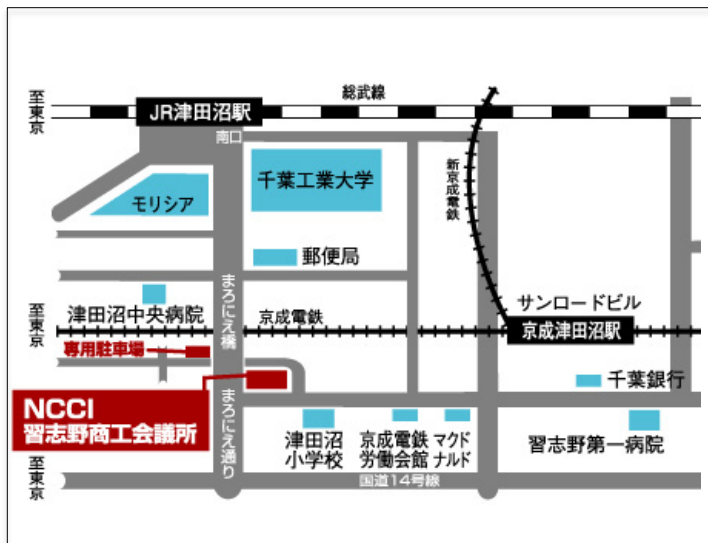 総武線
至東京
JR津田沼駅
南口
千葉工業大学
新京成電鉄
モリシア
郵便局
まろにえ橋
津田沼中央病院
サンロードビル
至東京
京成電鉄
京成津田沼駅
専用駐車場
千葉銀行
NCCI
習志野商工会議所
まろにえ通り
津田沼
小学校
京成電鉄
労働会館
マクド
ナルド
習志野第一病院
至東京
国道14号線